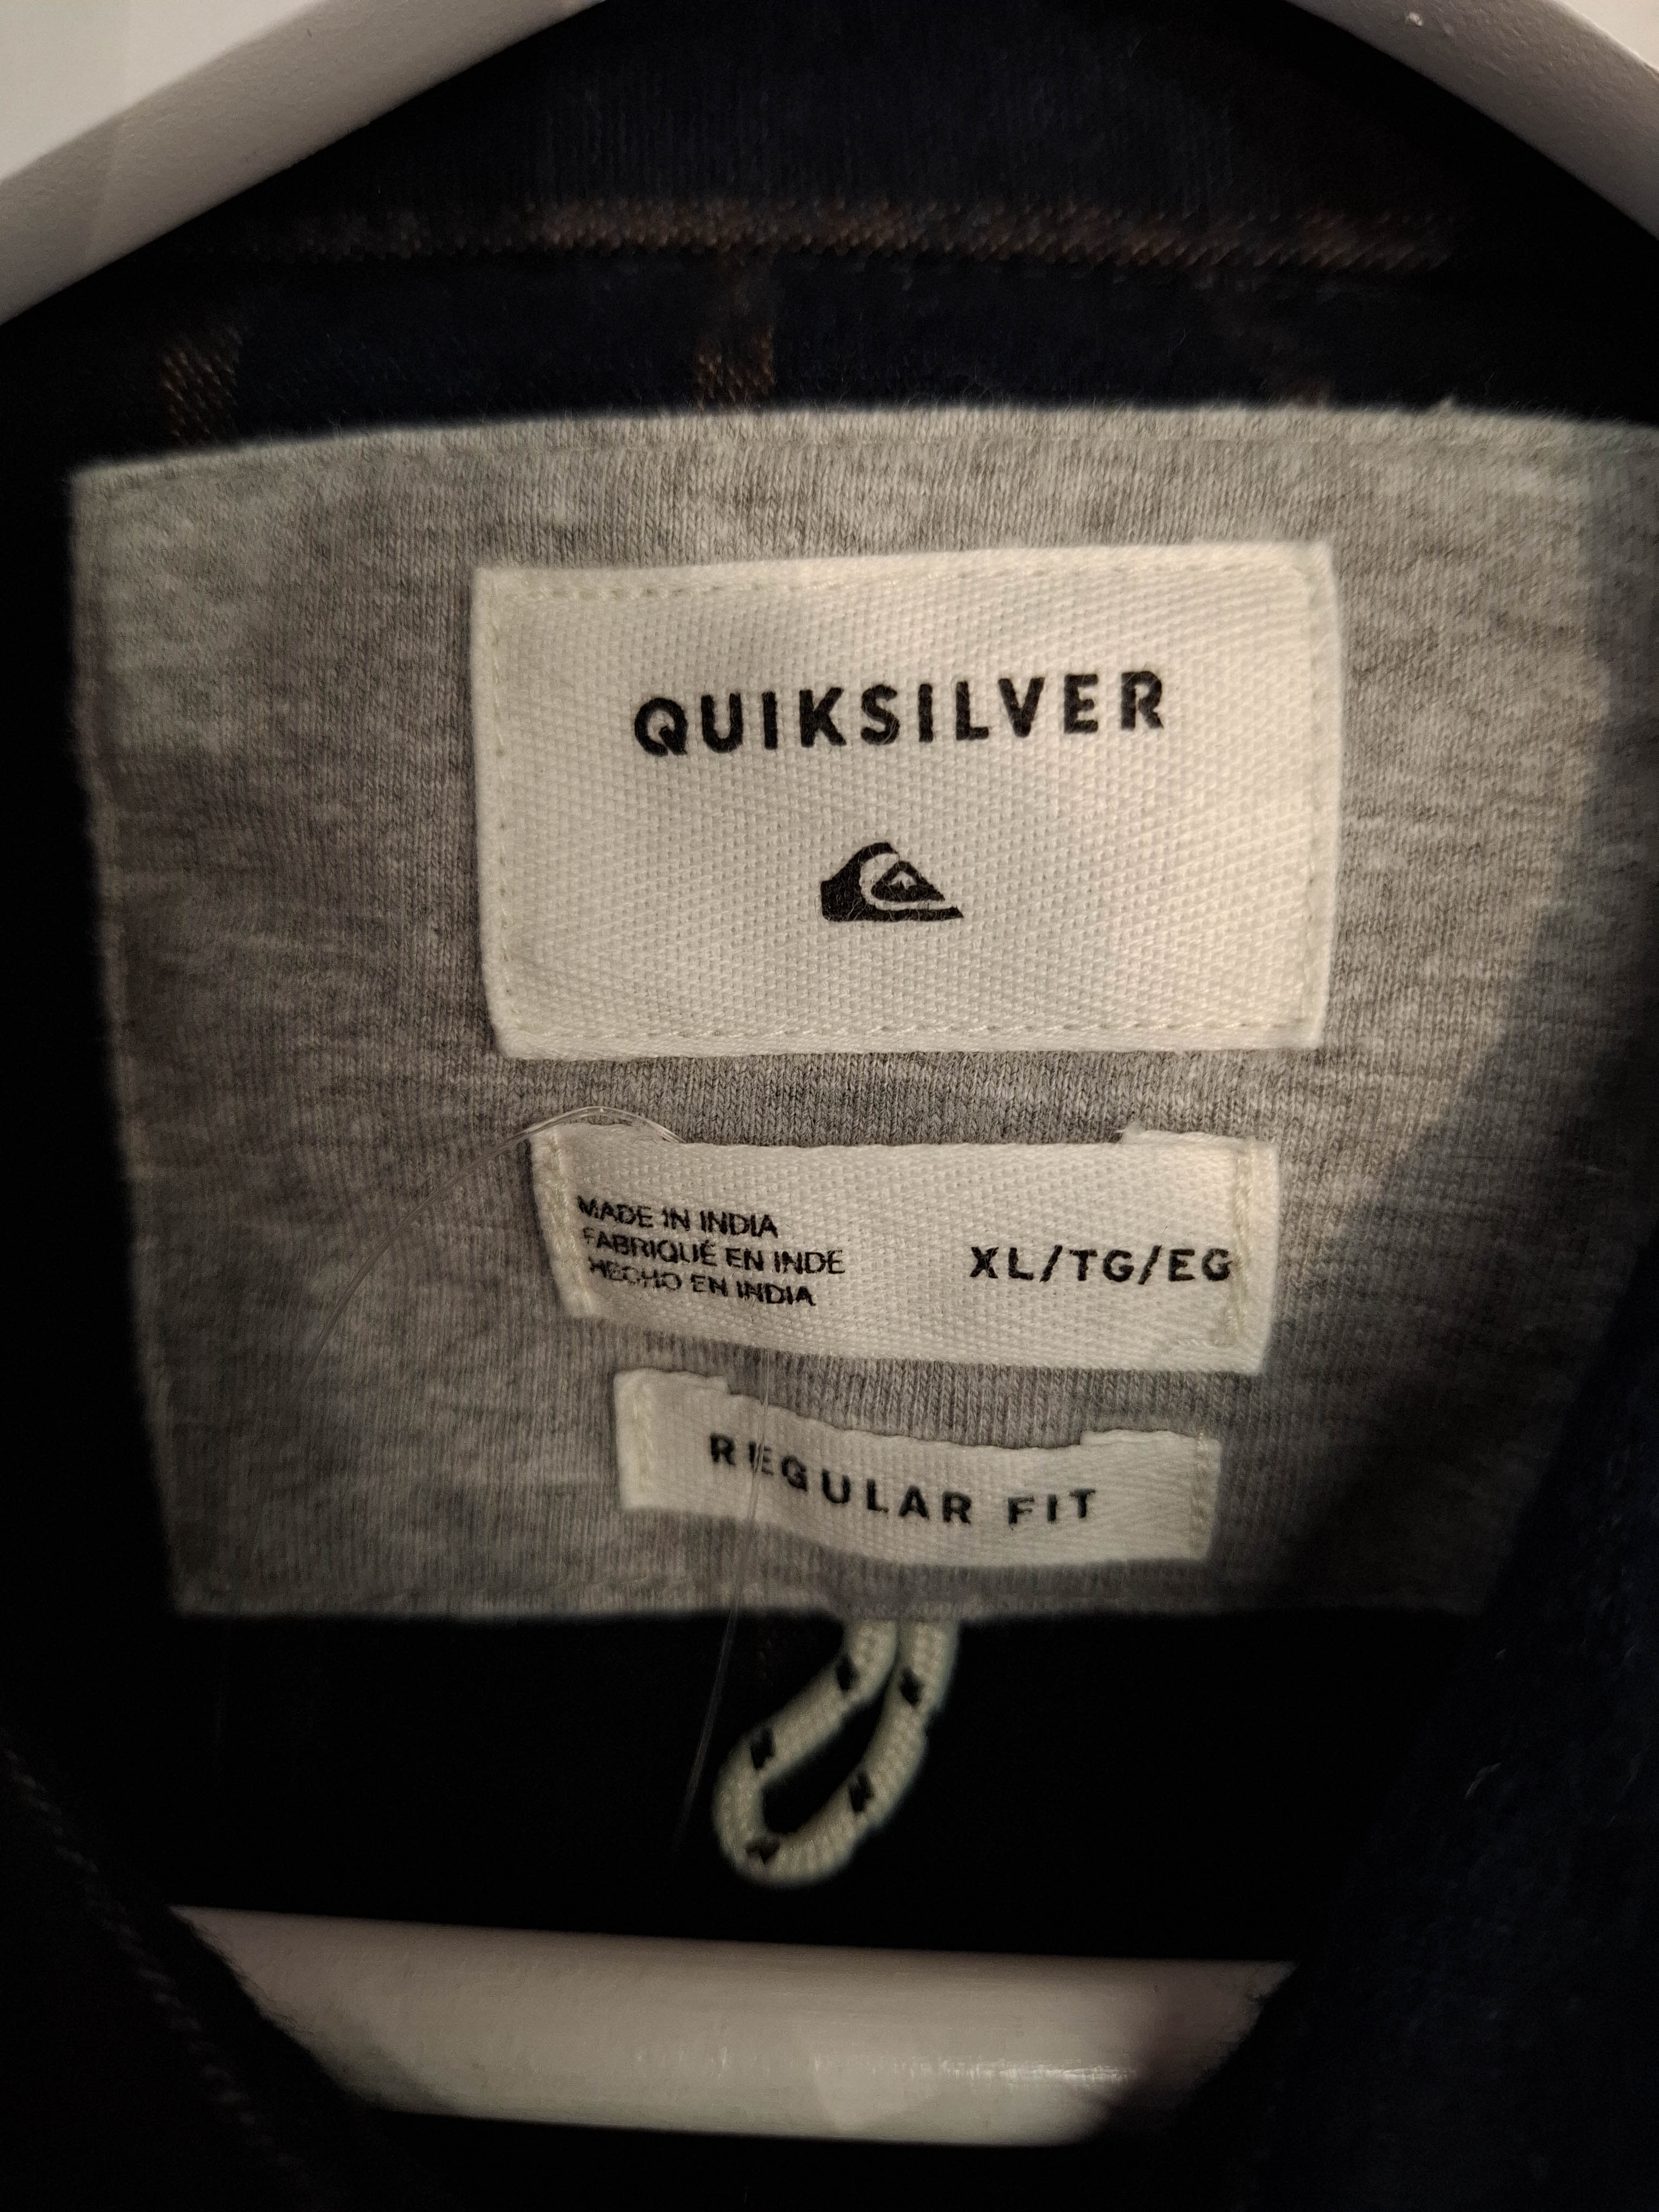 QUIKSILVER
MADE IN INDIA
FABRIQUÉ EN INDE
HECHO EN INDIA
XL/TG/EG
REGULAR FIT